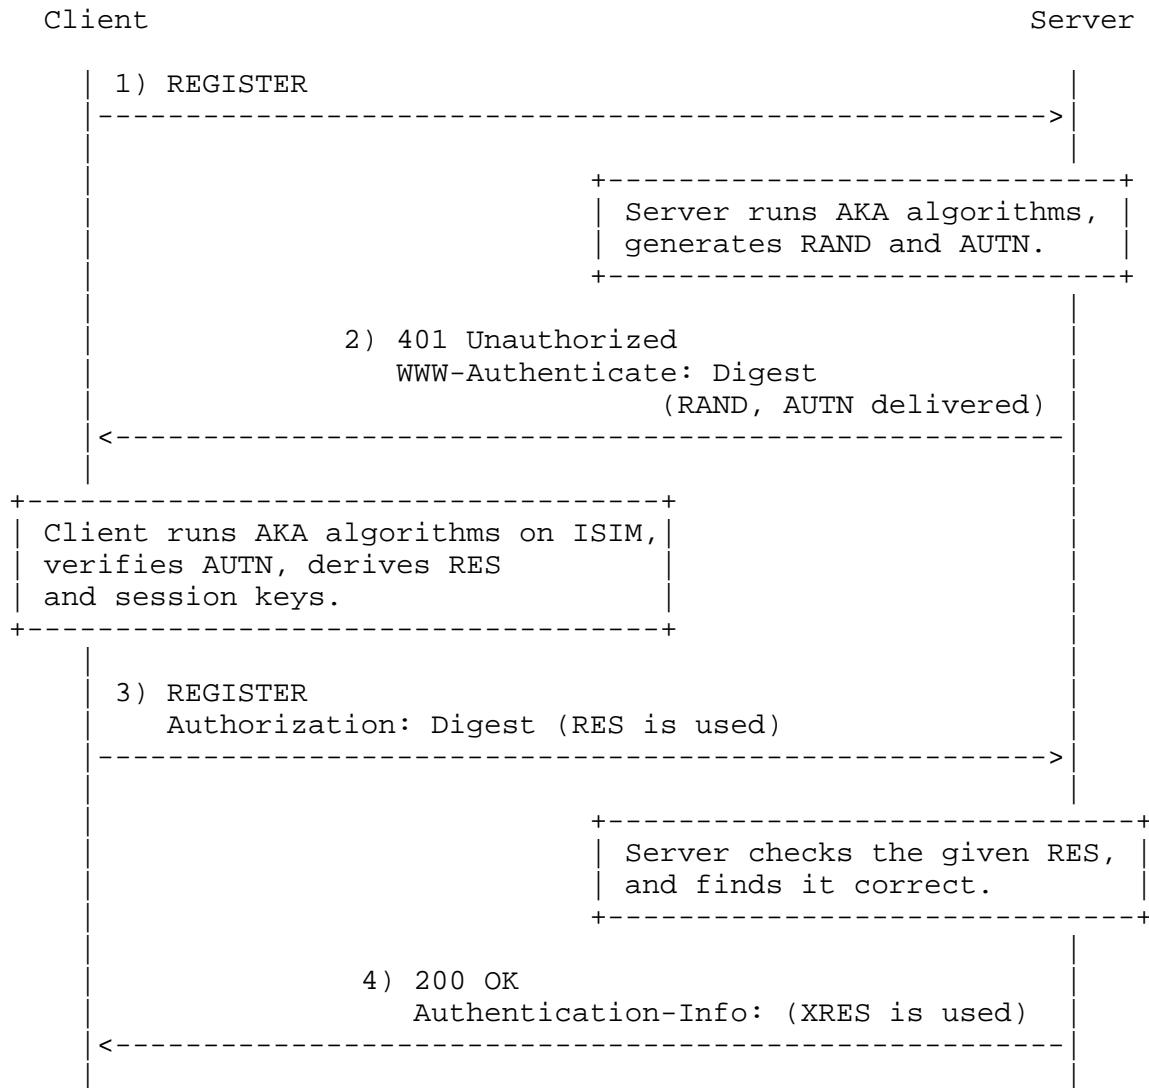 Client Server
1) REGISTER
Server runs AKA algorithms,
generates RAND and AUTN.
2) 401 Unauthorized
WWW-Authenticate: Digest
(RAND, AUTN delivered)
Client runs AKA algorithms on ISIM,
verifies AUTN, derives RES
and session keys.
3) REGISTER
Authorization: Digest (RES is used)
Server checks the given RES,
and finds it correct.
4) 200 OK
Authentication-Info: (XRES is used)